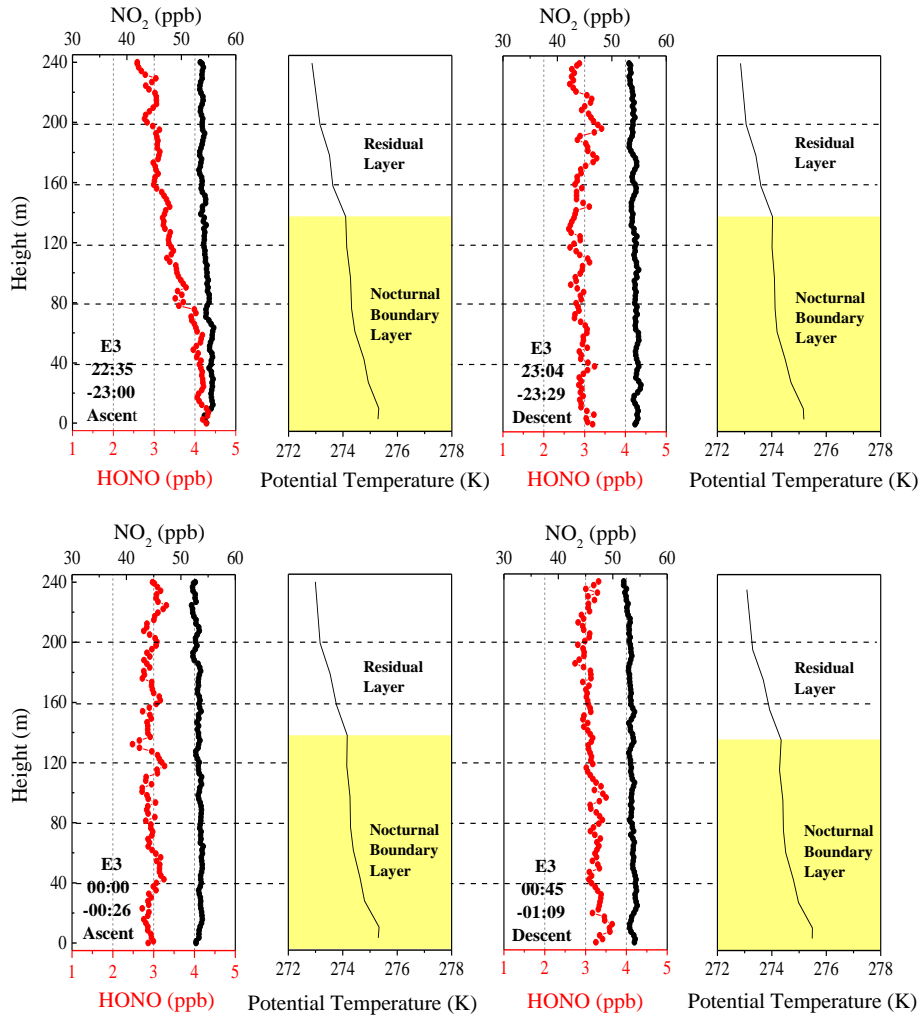 NO2 (ppb)
30 40 50 60
240
200
160
120
80
40
0
Height (m)
E3
22:35
-23:00
Ascent
1 2 3 4 5
HONO (ppb)
Residual
Layer
Nocturnal
Boundary
Layer
272 274 276 278
Potential Temperature (K)
NO2 (ppb)
30 40 50 60
E3
23:04
-23:29
Descent
1 2 3 4 5
HONO (ppb)
Residual
Layer
Nocturnal
Boundary
Layer
272 274 276 278
Potential Temperature (K)
NO2 (ppb)
30 40 50 60
240
200
160
120
80
40
0
Height (m)
E3
00:00
-00:26
Ascent
1 2 3 4 5
HONO (ppb)
Residual
Layer
Nocturnal
Boundary
Layer
272 274 276 278
Potential Temperature (K)
NO2 (ppb)
30 40 50 60
E3
00:45
-01:09
Descent
1 2 3 4 5
HONO (ppb)
Residual
Layer
Nocturnal
Boundary
Layer
272 274 276 278
Potential Temperature (K)